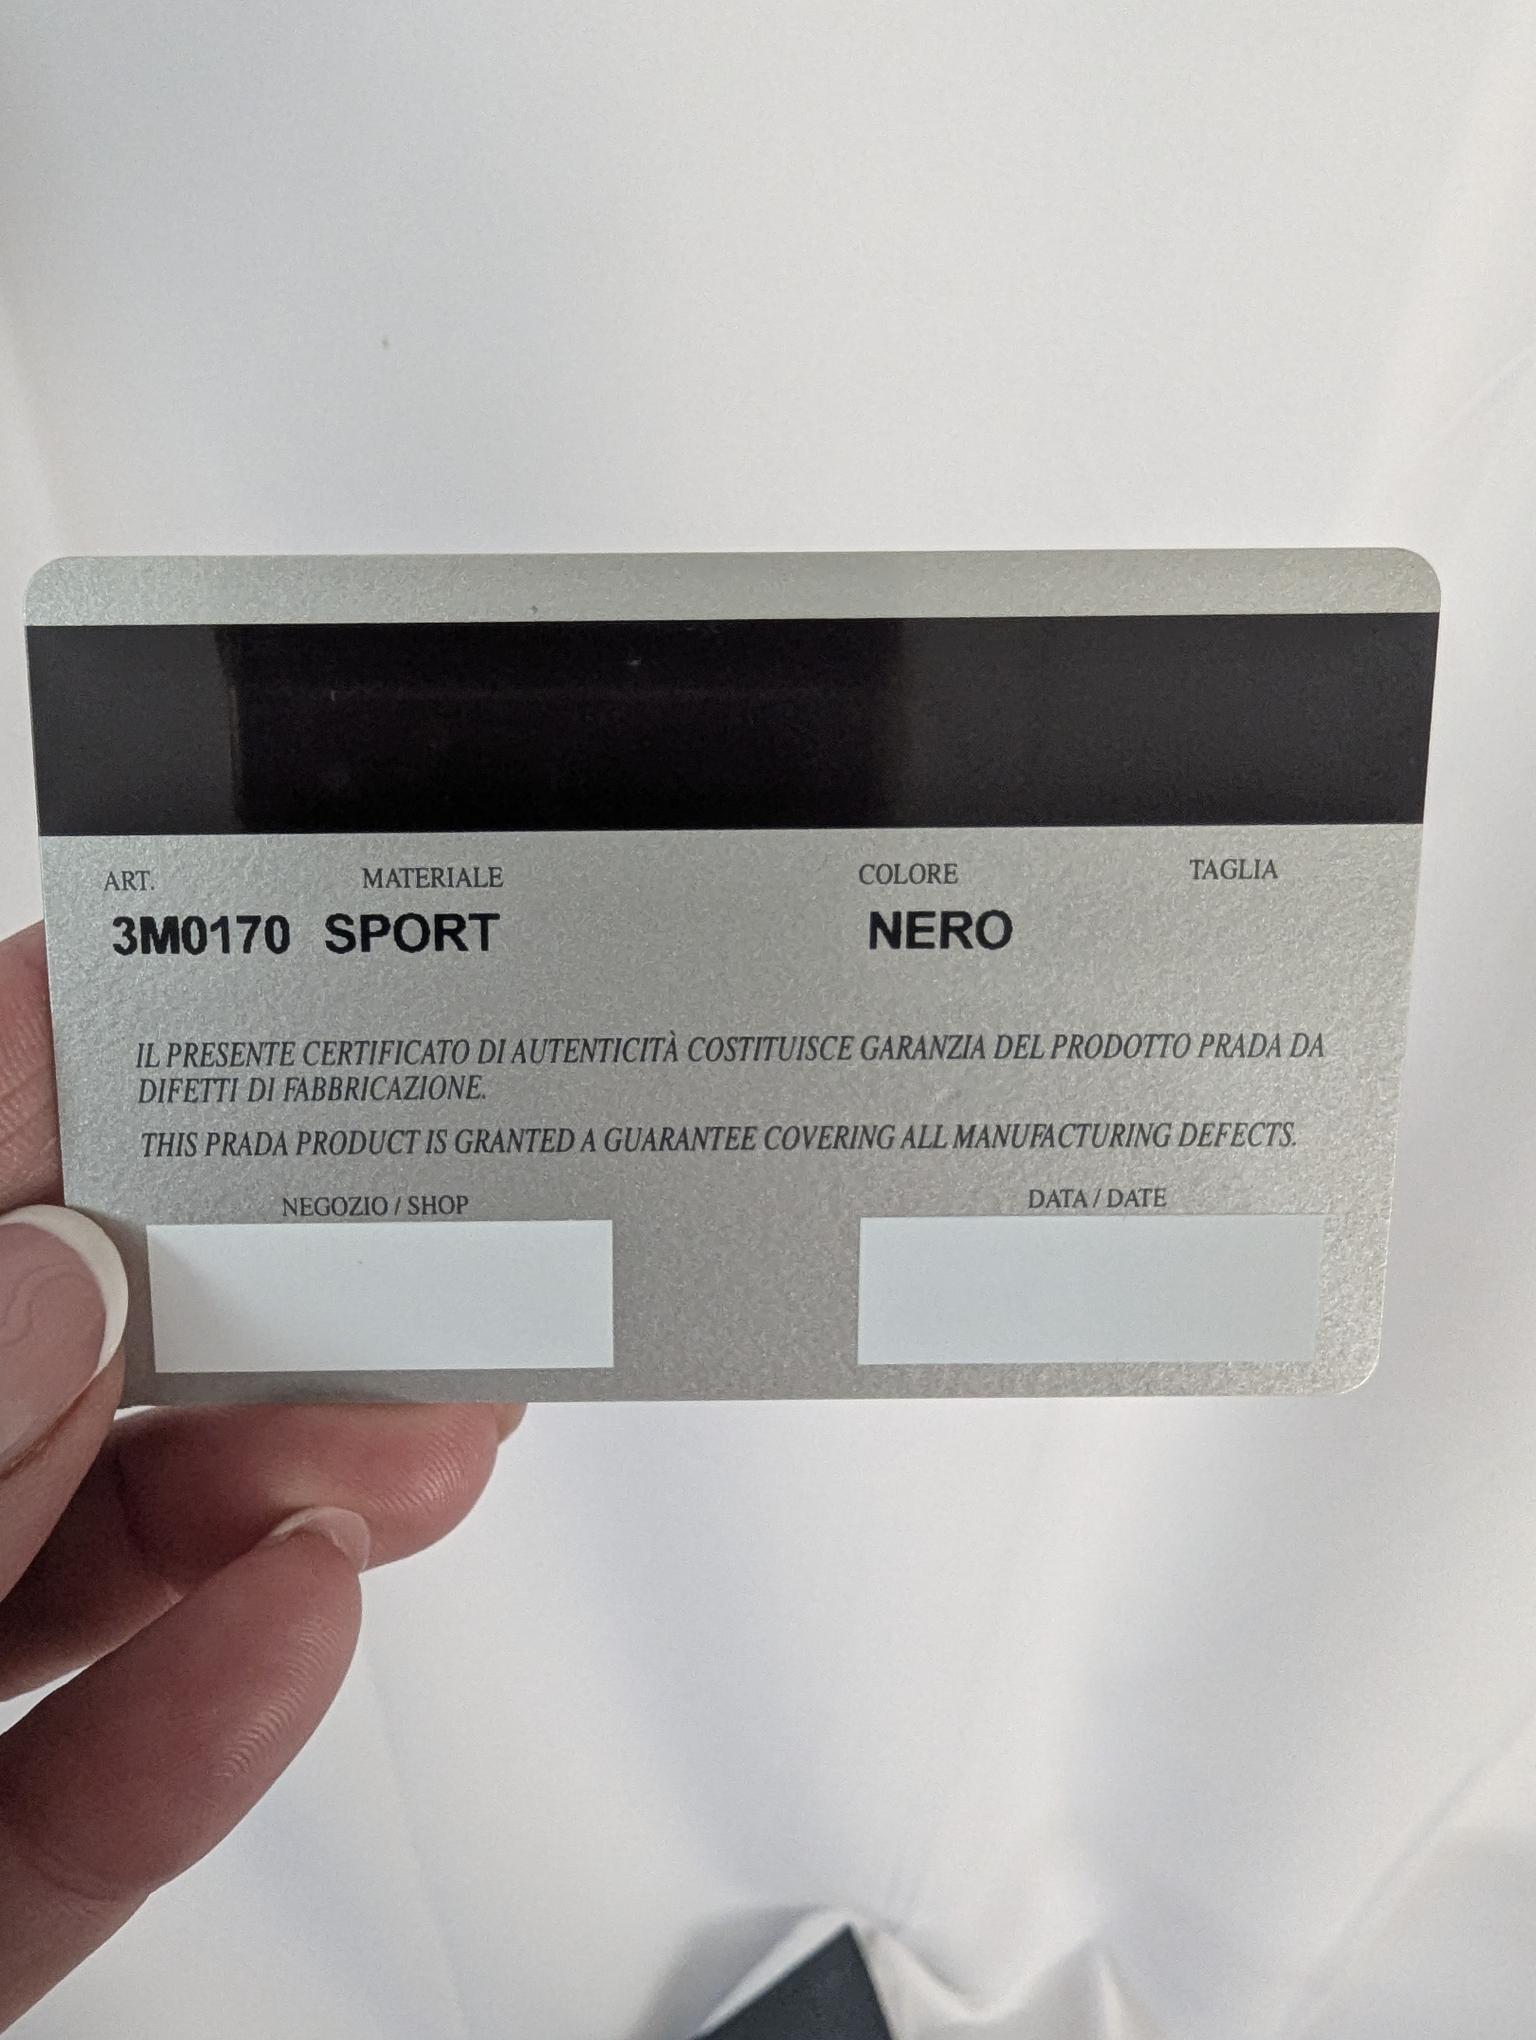 ART. MATERIALE COLORE TAGLIA
3M0170 SPORT NERO
IL PRESENTE CERTIFICATO DI AUTENTICITÀ COSTITUISCE GARANZIA DEL PRODOTTO PRADA DA
DIFETTI DI FABBRICAZIONE.
THIS PRADA PRODUCT IS GRANTED A GUARANTEE COVERING ALL MANUFACTURING DEFECTS.
NEGOZIO / SHOP DATA / DATE